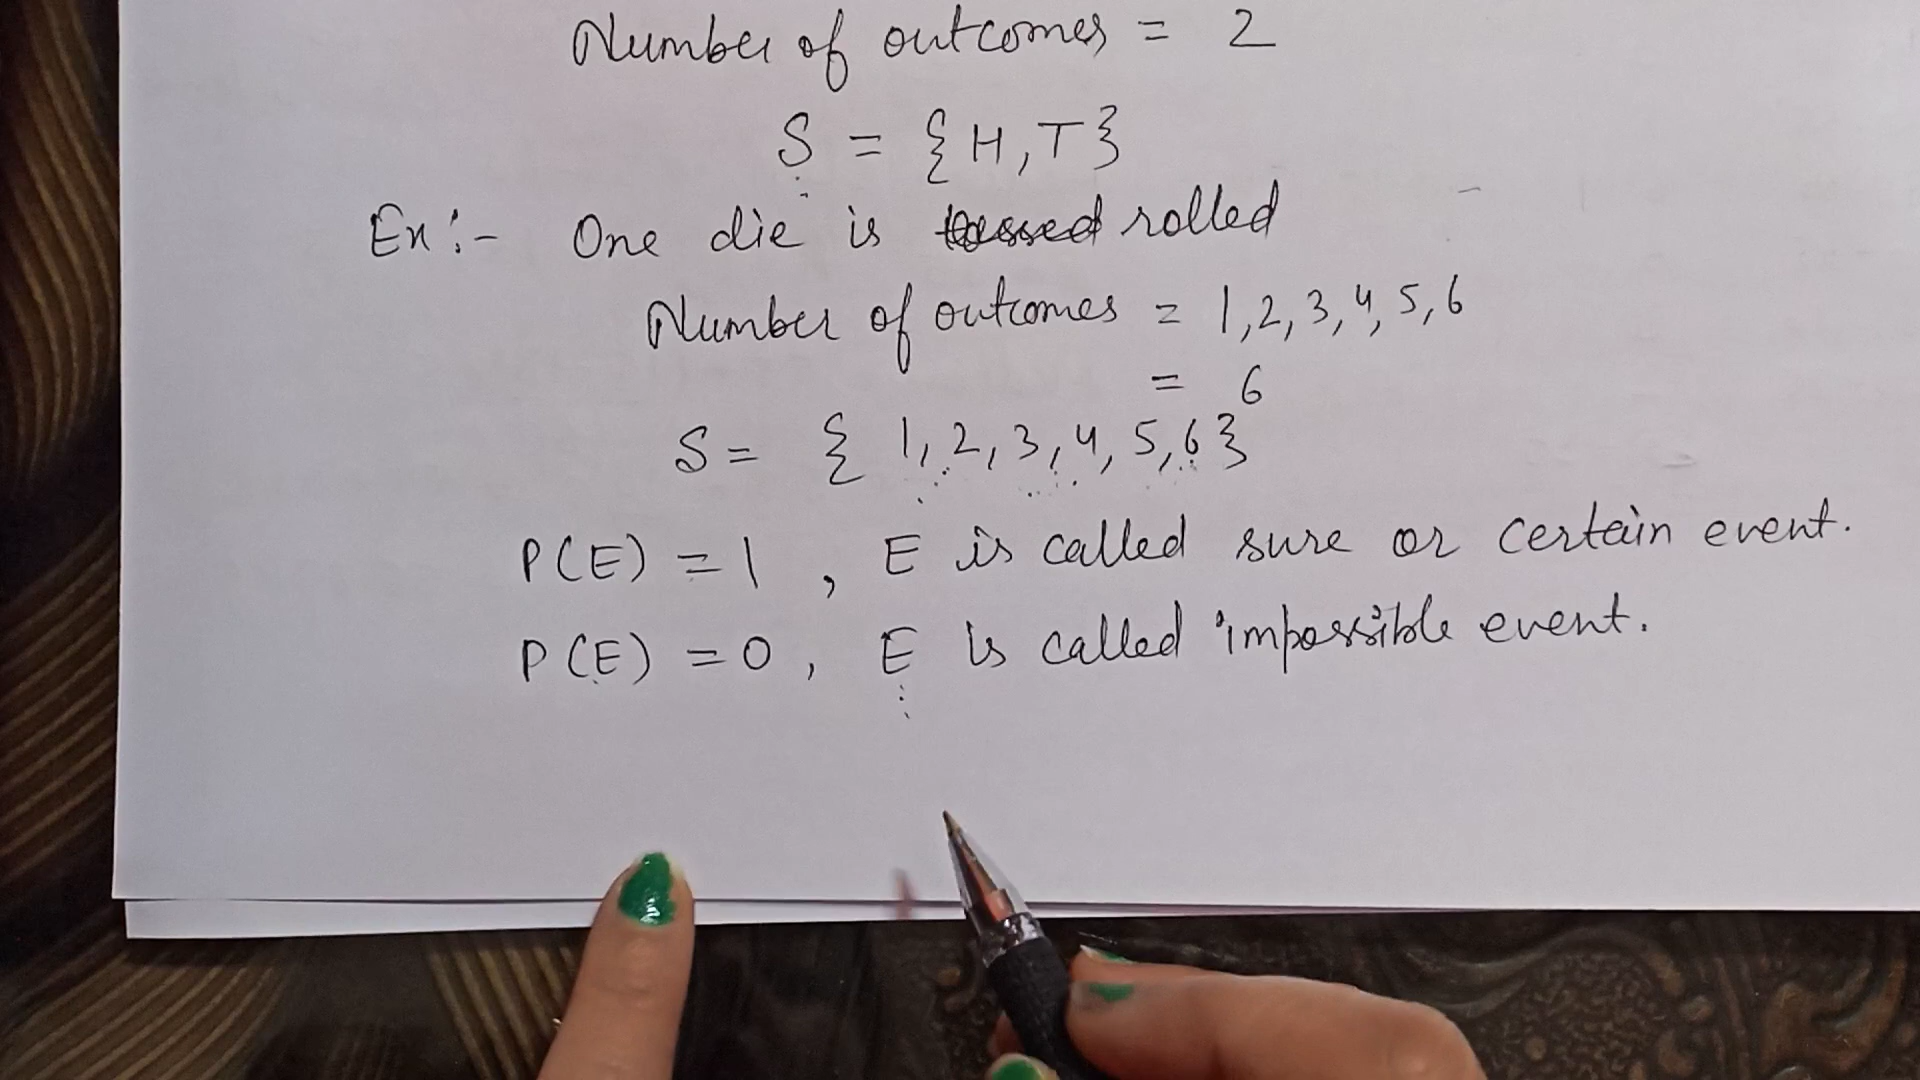 Number of outcomes = 2
S = {H,T}
Ex:- One die is tossed rolled
Number of outcomes = 1,2,3,4,5,6
= 6
S = { 1,2,3,4,5,6}
P(E) = 1 , E is called sure or certain event.
P(E) = 0 , E is called impossible event.